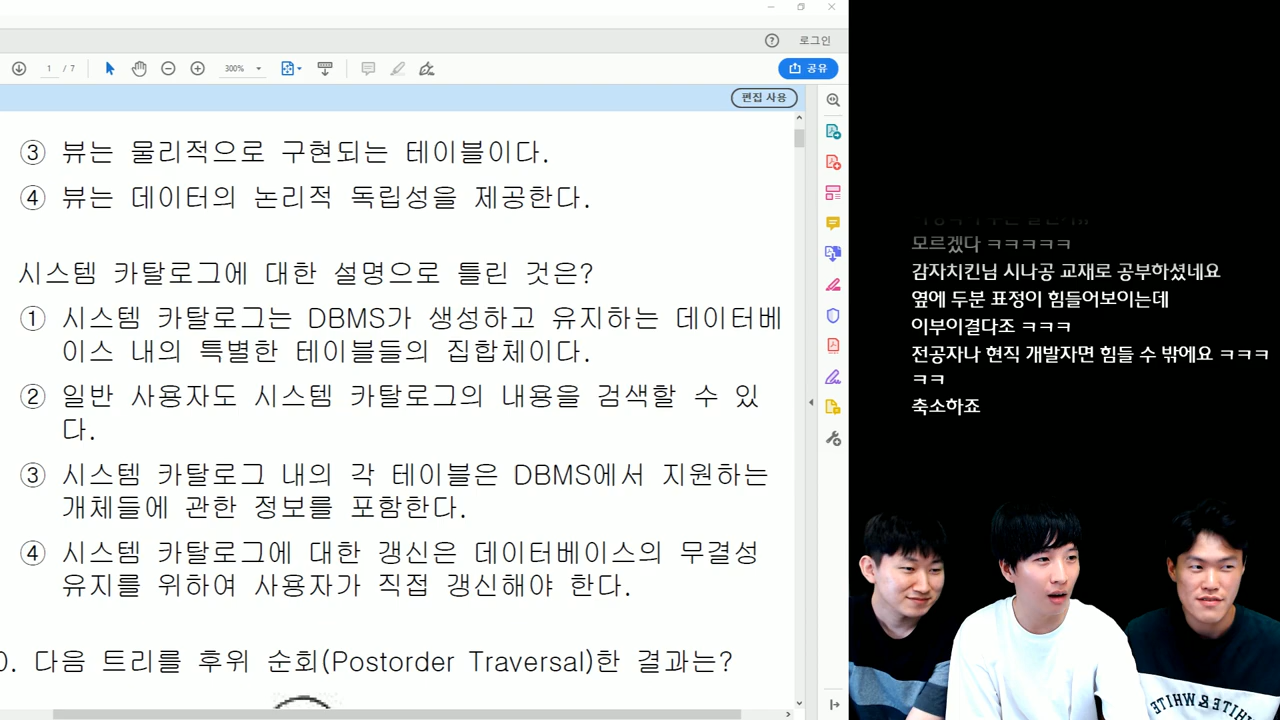 로그인
1 / 7
300%
공유
편집 사용
③ 뷰는 물리적으로 구현되는 테이블이다.
④ 뷰는 데이터의 논리적 독립성을 제공한다.
시스템 카탈로그에 대한 설명으로 틀린 것은?
① 시스템 카탈로그는 DBMS가 생성하고 유지하는 데이터베
이스 내의 특별한 테이블들의 집합체이다.
② 일반 사용자도 시스템 카탈로그의 내용을 검색할 수 있
다.
③ 시스템 카탈로그 내의 각 테이블은 DBMS에서 지원하는
개체들에 관한 정보를 포함한다.
④ 시스템 카탈로그에 대한 갱신은 데이터베이스의 무결성
유지를 위하여 사용자가 직접 갱신해야 한다.
0. 다음 트리를 후위 순회(Postorder Traversal)한 결과는?
모르겠다 ㅋㅋㅋㅋㅋ
감자치킨님 시나공 교재로 공부하셨네요
옆에 두분 표정이 힘들어보이는데
이부이결다조 ㅋㅋㅋ
전공자나 현직 개발자면 힘들 수 밖에요 ㅋㅋㅋ
ㅋㅋ
축소하죠
WHITE&WHITE